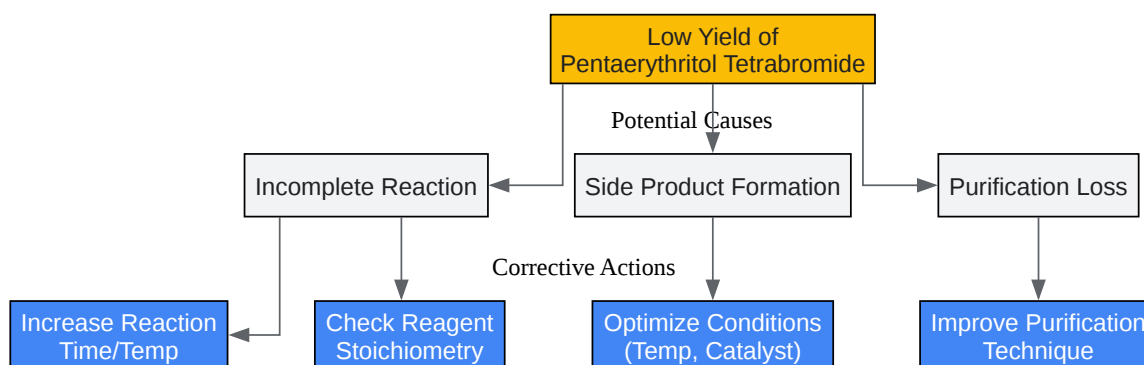 Low Yield of
Pentaerythritol Tetrabromide
Potential Causes
Incomplete Reaction
Side Product Formation
Purification Loss
Corrective Actions
Increase Reaction
Time/Temp
Check Reagent
Stoichiometry
Optimize Conditions
(Temp, Catalyst)
Improve Purification
Technique